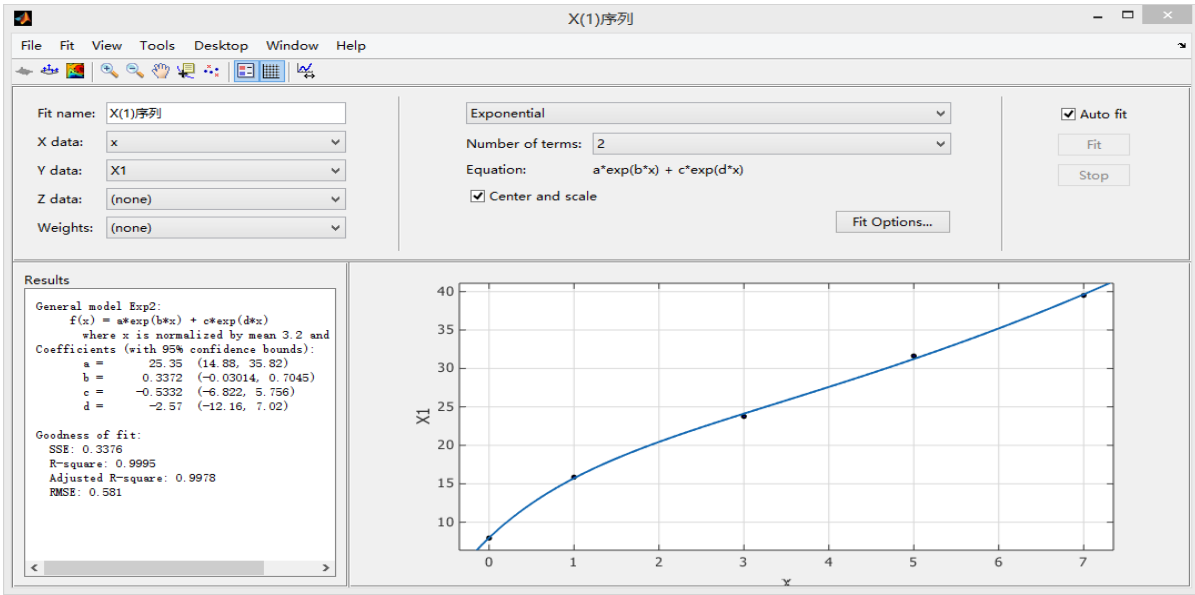 X(1)序列
File Fit View Tools Desktop Window Help
Fit name: X(1)序列
X data: x
Y data: X1
Z data: (none)
Weights: (none)
Exponential
Number of terms: 2
Equation: a*exp(b*x) + c*exp(d*x)
Center and scale
Fit Options...
Auto fit
Fit
Stop
Results
General model Exp2:
f(x) = a*exp(b*x) + c*exp(d*x)
where x is normalized by mean 3.2 and
Coefficients (with 95% confidence bounds):
a = 25.35 (14.88, 35.82)
b = 0.3372 (-0.03014, 0.7045)
c = -0.5332 (-6.822, 5.756)
d = -2.57 (-12.16, 7.02)
Goodness of fit:
SSE: 0.3376
R-square: 0.9995
Adjusted R-square: 0.9978
RMSE: 0.581
40
35
30
25
20
15
10
X1
0 1 2 3 4 5 6 7
x